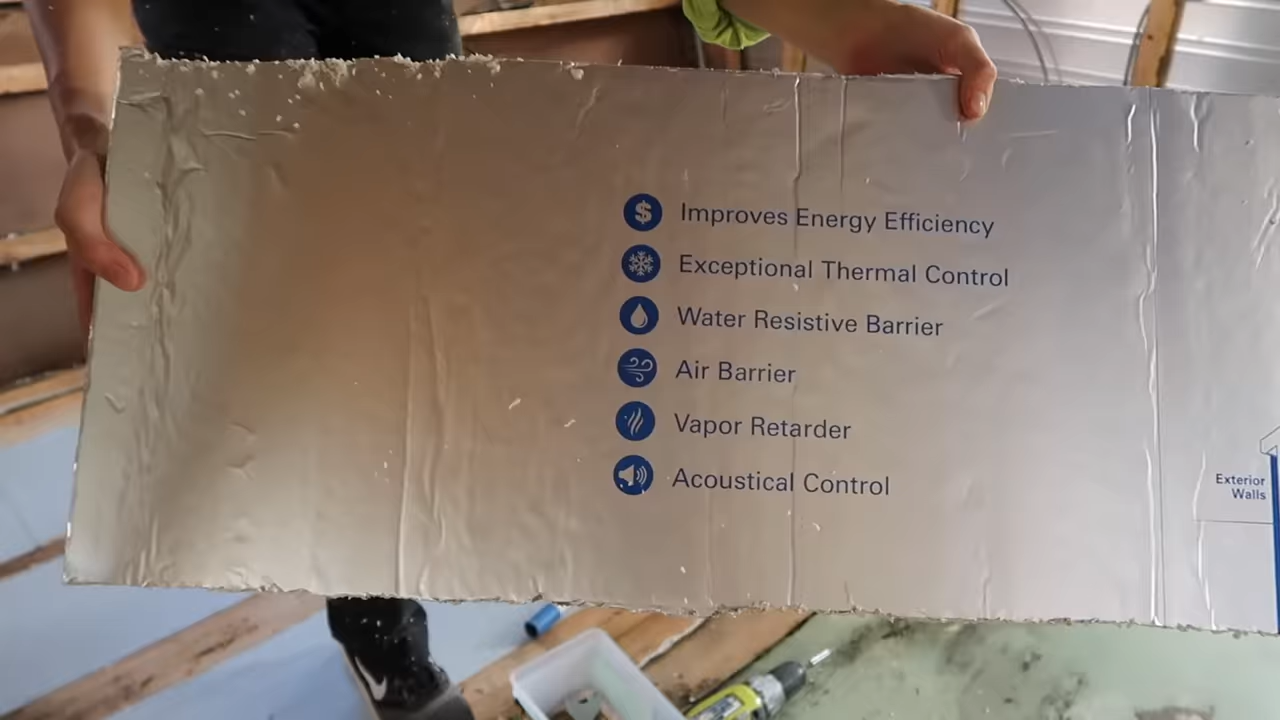 $ Improves Energy Efficiency
Exceptional Thermal Control
Water Resistive Barrier
Air Barrier
Vapor Retarder
Acoustical Control
Exterior
Walls